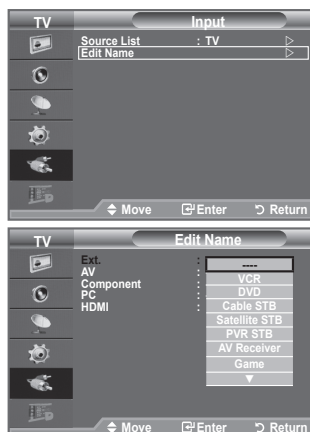 TV Input
Source List : TV ▷
Edit Name ▷
Move Enter Return
TV Edit Name
Ext. : ----
AV : VCR
Component : DVD
PC : Cable STB
HDMI : Satellite STB
PVR STB
AV Receiver
Game
▼
Move Enter Return